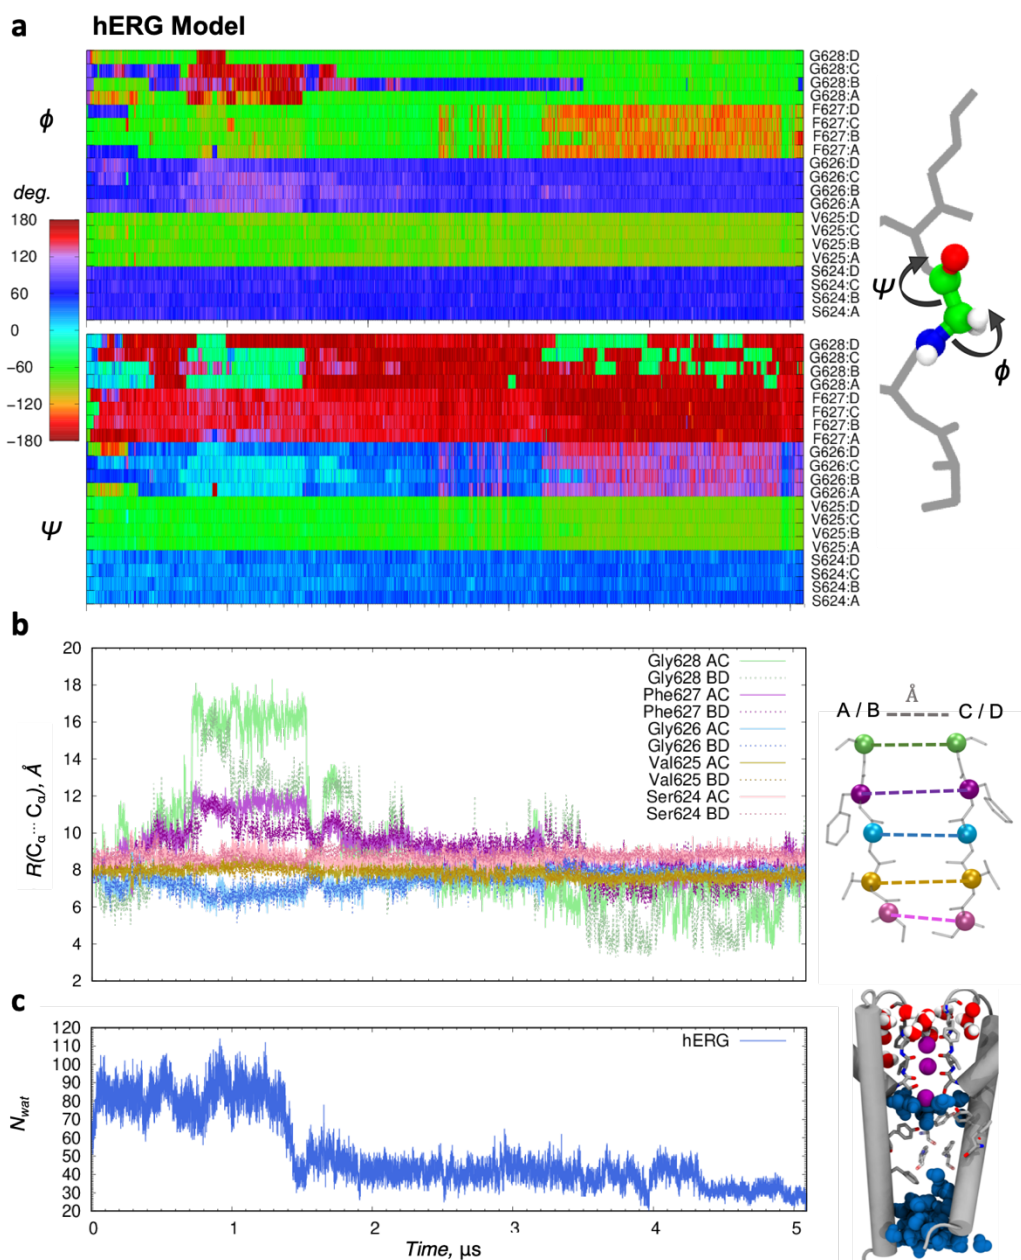 a hERG Model
ϕ
deg.
180
120
60
0
−60
−120
−180
G628:D
G628:C
G628:B
G628:A
F627:D
F627:C
F627:B
F627:A
G626:D
G626:C
G626:B
G626:A
V625:D
V625:C
V625:B
V625:A
S624:D
S624:C
S624:B
S624:A
Ψ
ϕ
G628:D
G628:C
G628:B
G628:A
F627:D
F627:C
F627:B
F627:A
G626:D
G626:C
G626:B
G626:A
V625:D
V625:C
V625:B
V625:A
S624:D
S624:C
S624:B
S624:A
Ψ
b
R(Cα··· Cα), Å
20
18
16
14
12
10
8
6
4
2
Gly628 AC
Gly628 BD
Phe627 AC
Phe627 BD
Gly626 AC
Gly626 BD
Val625 AC
Val625 BD
Ser624 AC
Ser624 BD
Å
A / B C / D
c
Nwat
120
110
100
90
80
70
60
50
40
30
20
hERG
0 1 2 3 4 5
Time, µs